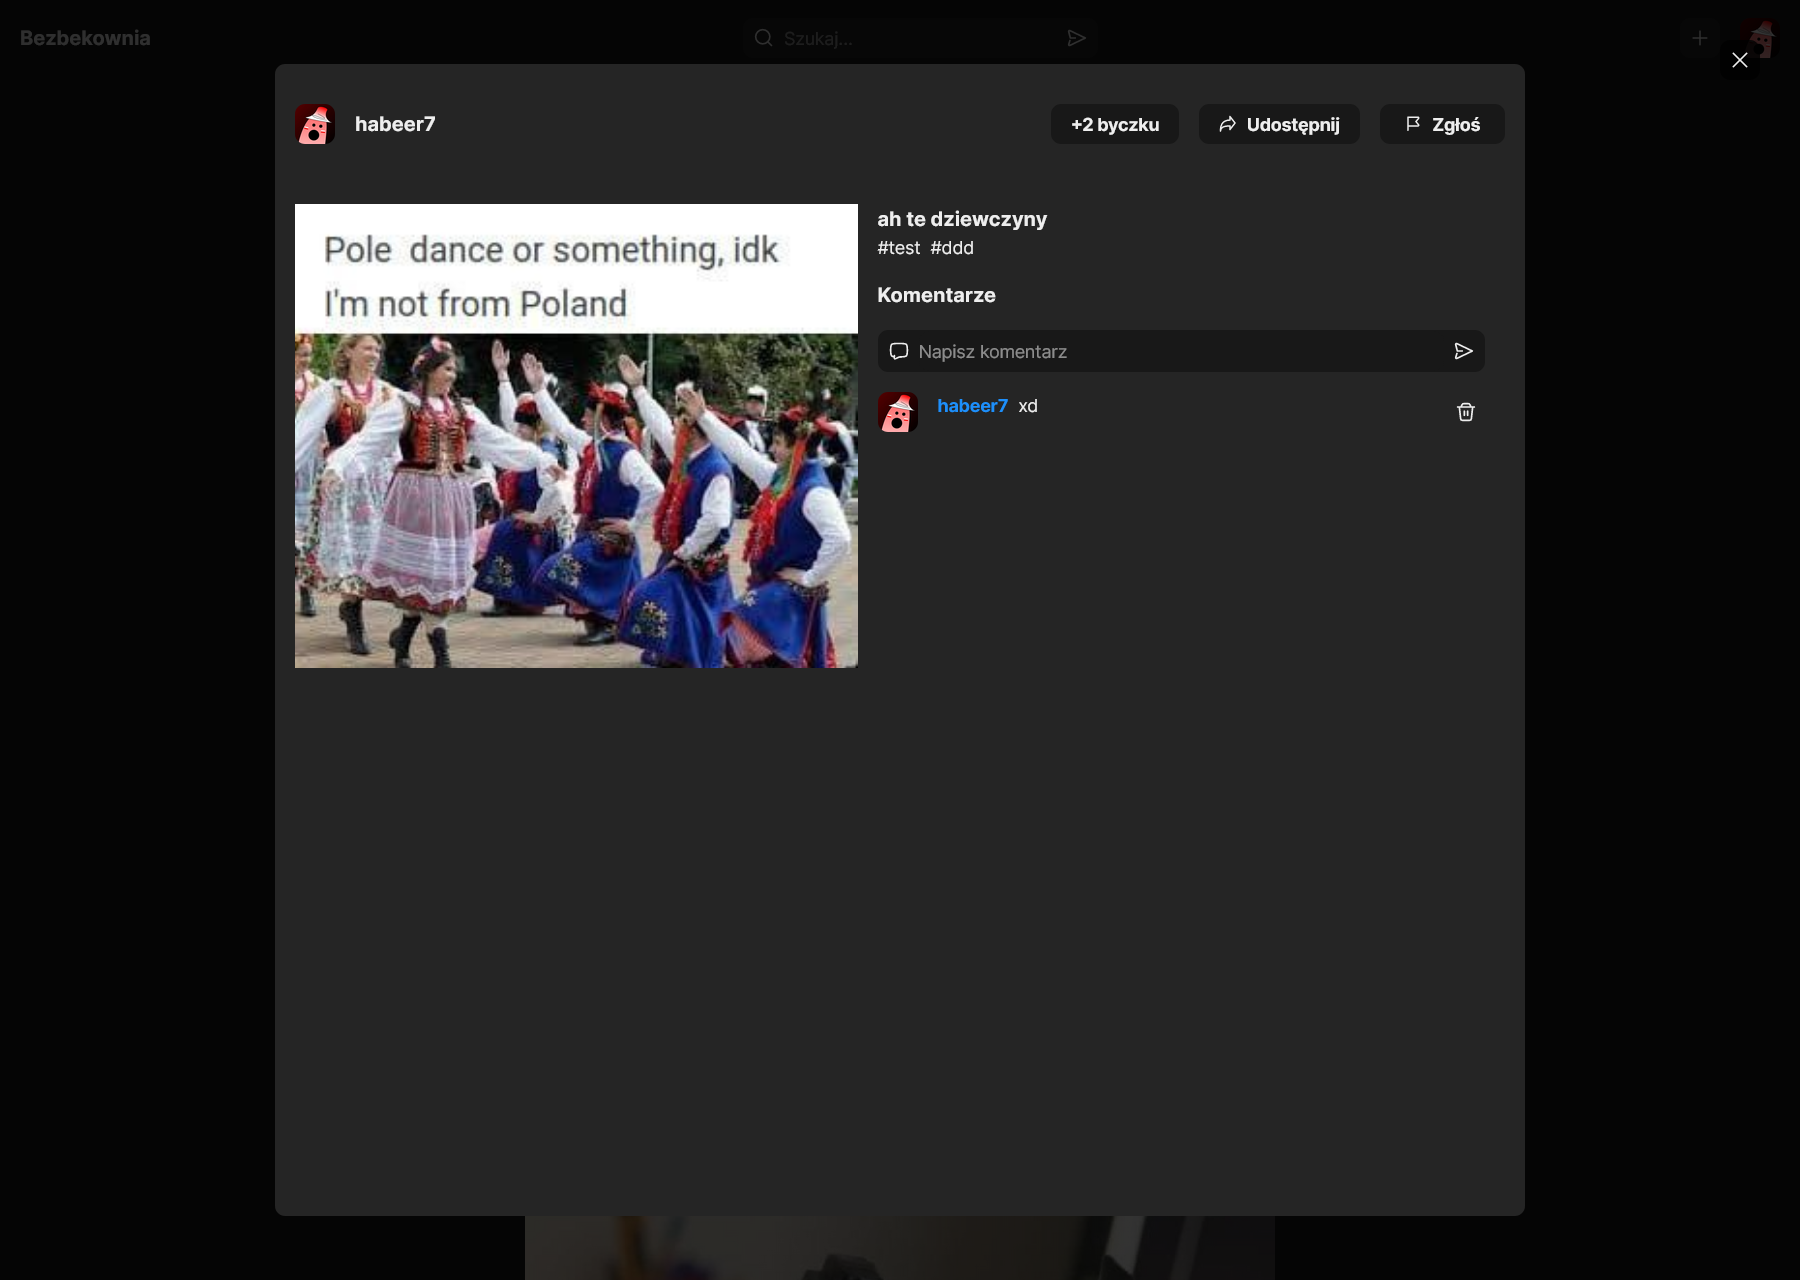 Bezbekownia
Szukaj...
habeer7
+2 byczku
Udostępnij
Zgłoś
Pole dance or something, idk
I'm not from Poland
ah te dziewczyny
#test #ddd
Komentarze
Napisz komentarz
habeer7 xd